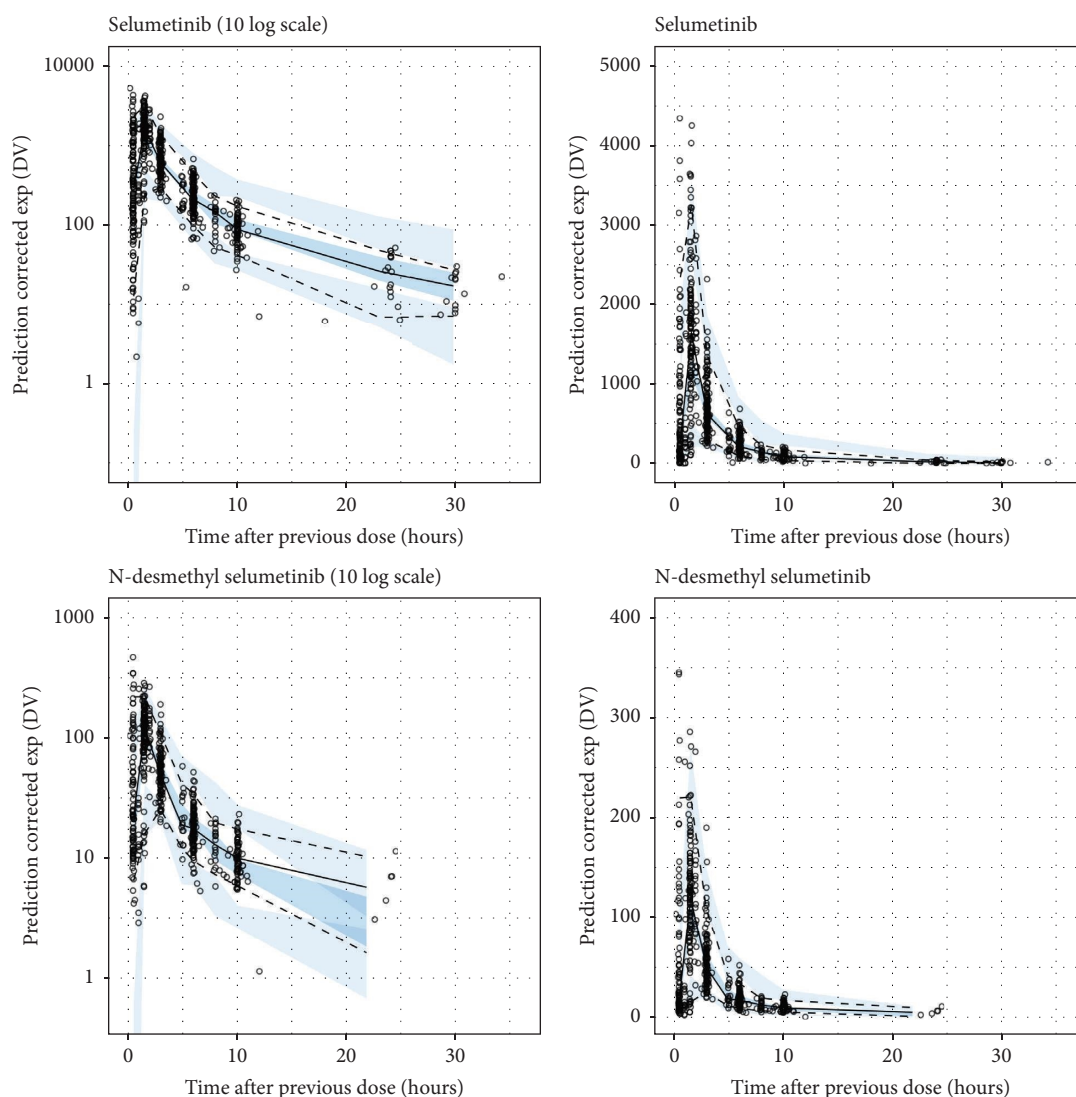 Selumetinib (10 log scale)
10000
100
1
Prediction corrected exp (DV)
0
10
20
30
Time after previous dose (hours)
Selumetinib
5000
4000
3000
2000
1000
0
Prediction corrected exp (DV)
0
10
20
30
Time after previous dose (hours)
N-desmethyl selumetinib (10 log scale)
1000
100
10
1
Prediction corrected exp (DV)
0
10
20
30
Time after previous dose (hours)
N-desmethyl selumetinib
400
300
200
100
0
Prediction corrected exp (DV)
0
10
20
30
Time after previous dose (hours)